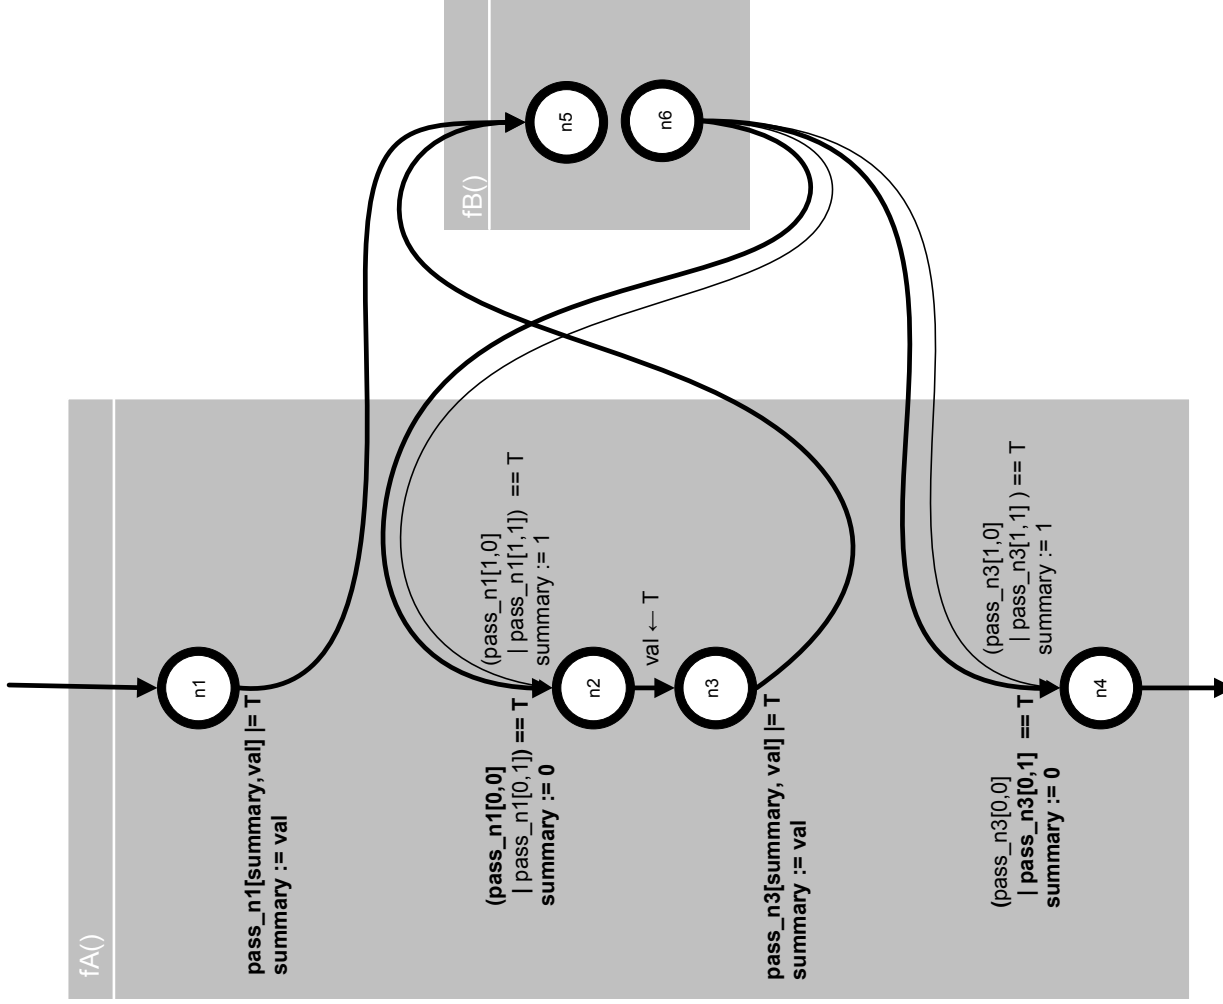 fA()
n1
pass_n1[summary,val] |= T
summary := val
(pass_n1[1,0]
| pass_n1[1,1]) == T
summary := 1
(pass_n1[0,0]
| pass_n1[0,1]) == T
summary := 0
n2
val ← T
n3
pass_n3[summary, val] |= T
summary := val
(pass_n3[1,0]
| pass_n3[1,1] ) == T
summary := 1
(pass_n3[0,0]
| pass_n3[0,1] == T
summary := 0
n4
fB()
n5
n6